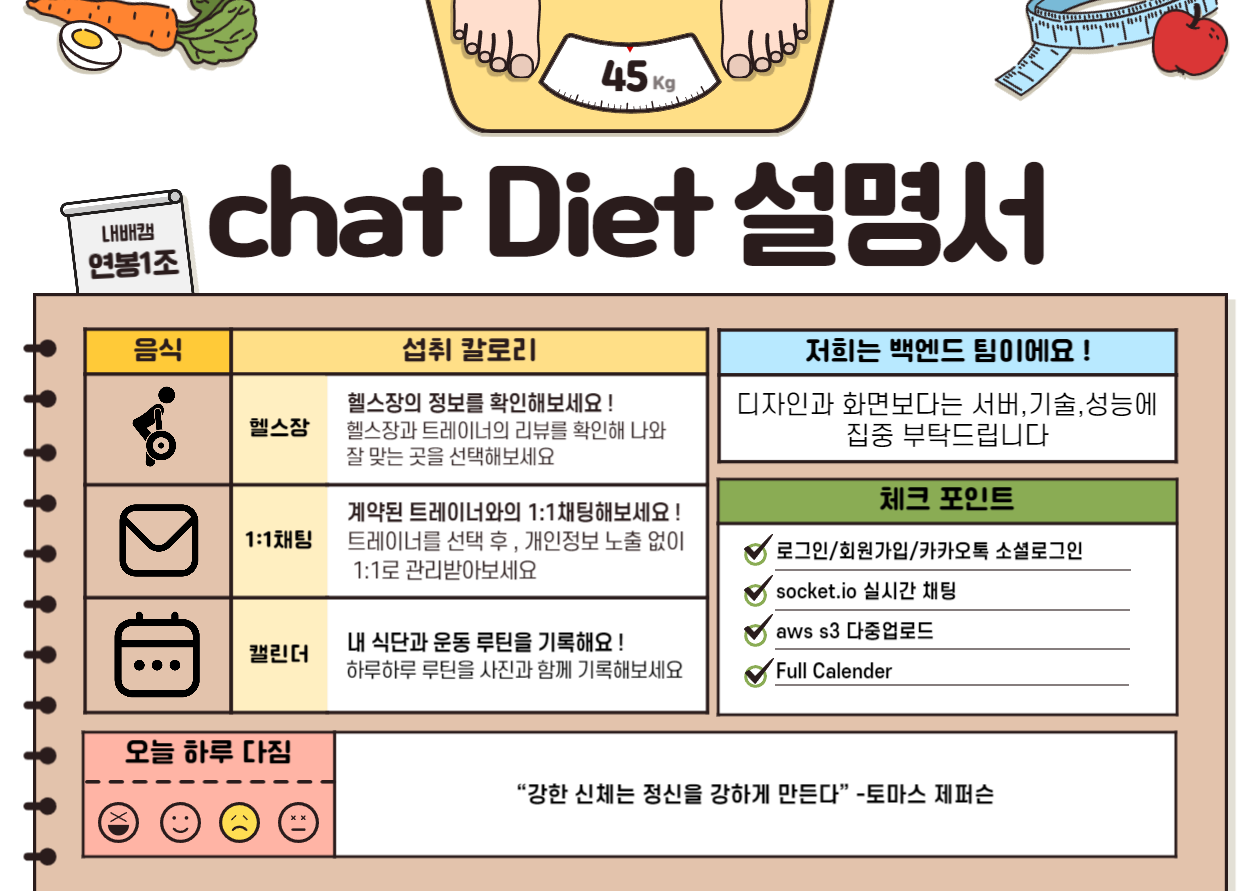 45 Kg
내배캠
연봉1조
chat Diet 설명서
음식
섭취 칼로리
헬스장
헬스장의 정보를 확인해보세요 !
헬스장과 트레이너의 리뷰를 확인해 나와
잘 맞는 곳을 선택해보세요
1:1채팅
계약된 트레이너와의 1:1채팅해보세요 !
트레이너를 선택 후 , 개인정보 노출 없이
1:1로 관리받아보세요
캘린더
내 식단과 운동 루틴을 기록해요 !
하루하루 루틴을 사진과 함께 기록해보세요
저희는 백엔드 팀이에요 !
디자인과 화면보다는 서버,기술,성능에
집중 부탁드립니다
체크 포인트
로그인/회원가입/카카오톡 소셜로그인
socket.io 실시간 채팅
aws s3 다중업로드
Full Calender
오늘 하루 다짐
“강한 신체는 정신을 강하게 만든다” -토마스 제퍼슨